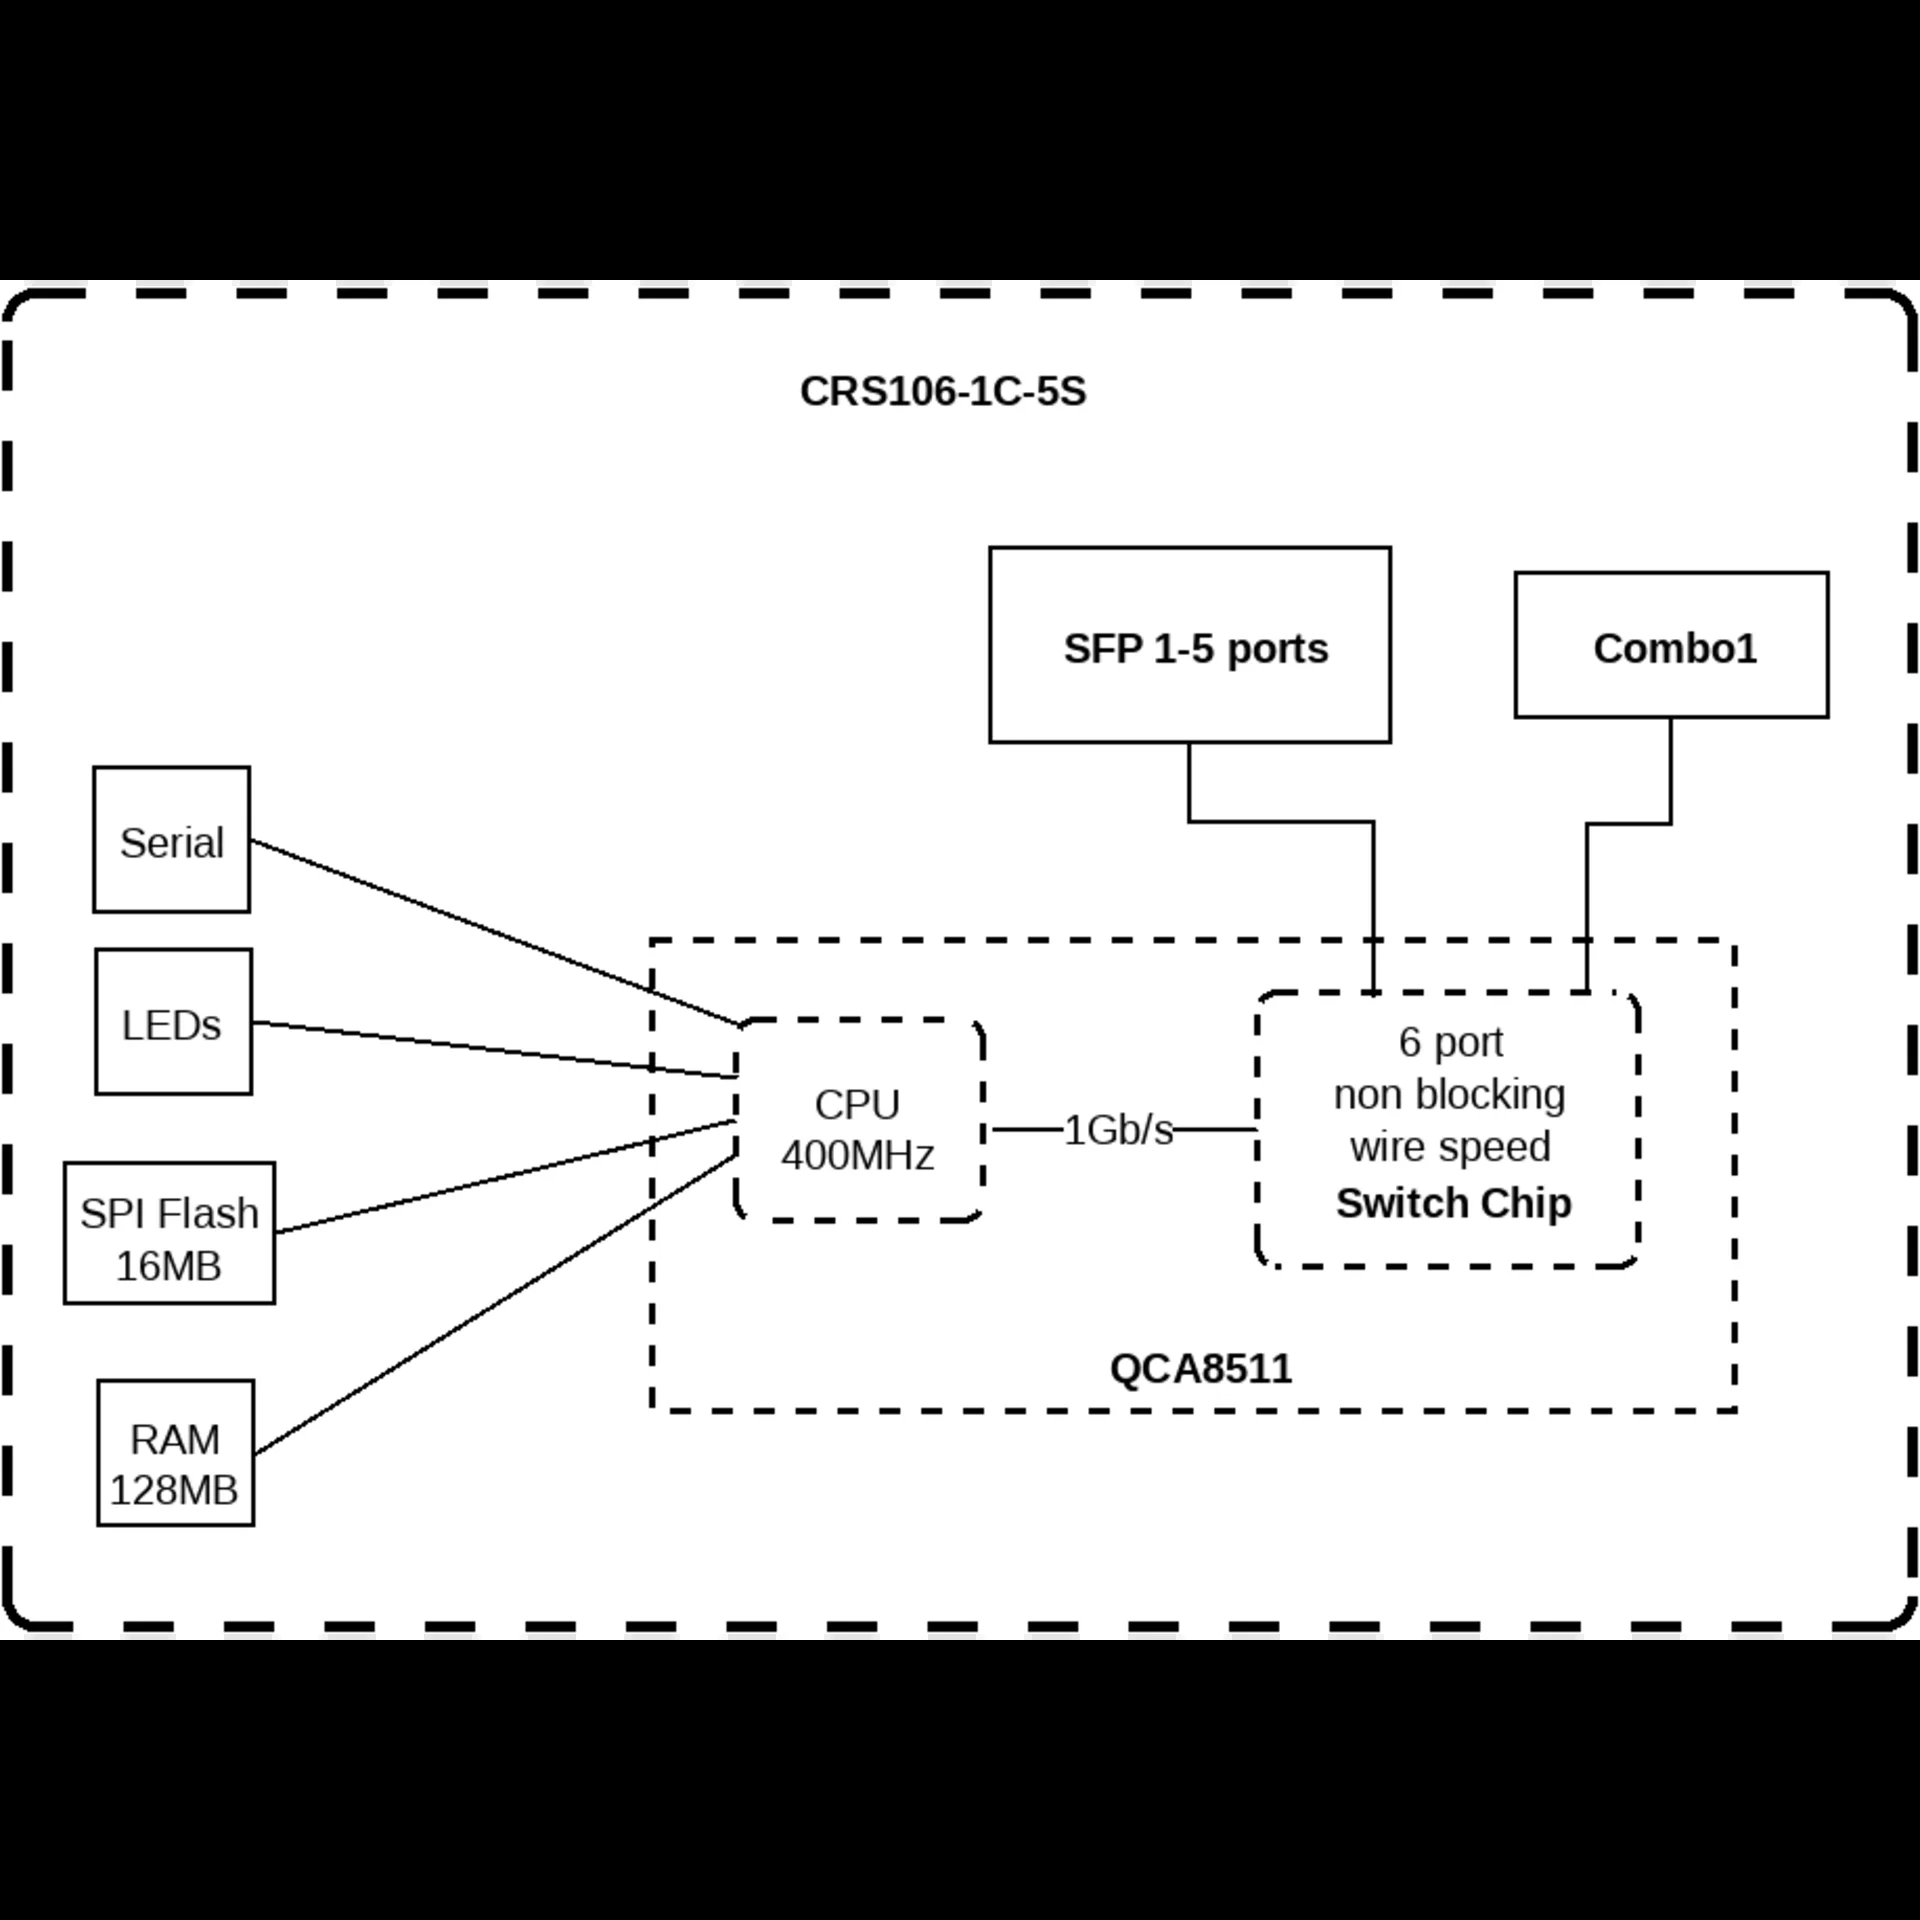 CRS106-1C-5S
SFP 1-5 ports
Combo1
Serial
LEDs
SPI Flash
16MB
RAM
128MB
CPU
400MHz
1Gb/s
6 port
non blocking
wire speed
Switch Chip
QCA8511